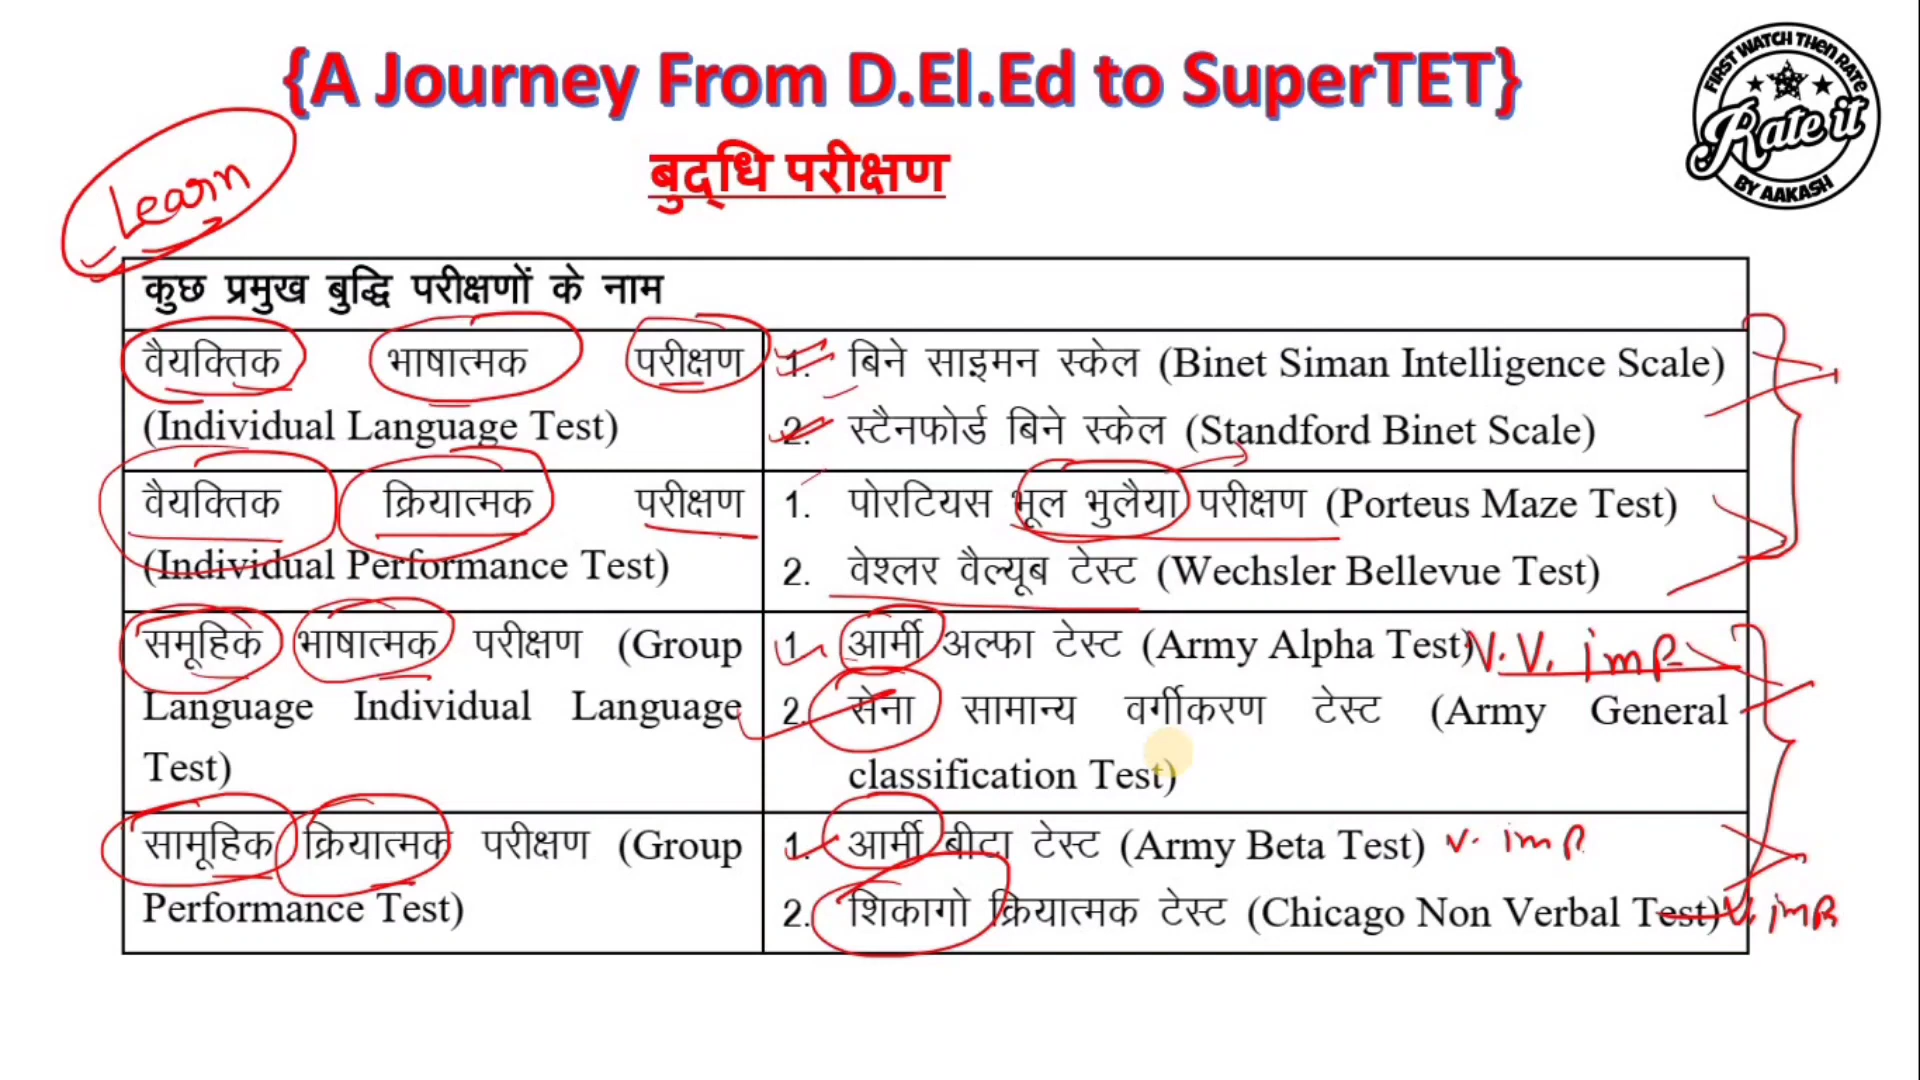 {A Journey From D.El.Ed to SuperTET}
FIRST WATCH THEN RATE
Rate it
BY AAKASH
बुद्धि परीक्षण
Learn
कुछ प्रमुख बुद्धि परीक्षणों के नाम
वैयक्तिक भाषात्मक परीक्षण
(Individual Language Test)
1. बिने साइमन स्केल (Binet Siman Intelligence Scale)
2. स्टैनफोर्ड बिने स्केल (Standford Binet Scale)
वैयक्तिक क्रियात्मक परीक्षण
(Individual Performance Test)
1. पोरटियस भूल भुलैया परीक्षण (Porteus Maze Test)
2. वेश्लर वैल्यूब टेस्ट (Wechsler Bellevue Test)
समूहिक भाषात्मक परीक्षण (Group
Language Individual Language
Test)
1. आर्मी अल्फा टेस्ट (Army Alpha Test) V.V. imp
2. सेना सामान्य वर्गीकरण टेस्ट (Army General
classification Test)
सामूहिक क्रियात्मक परीक्षण (Group
Performance Test)
1. आर्मी बीटा टेस्ट (Army Beta Test) v. imp
2. शिकागो क्रियात्मक टेस्ट (Chicago Non Verbal Test) V. imp